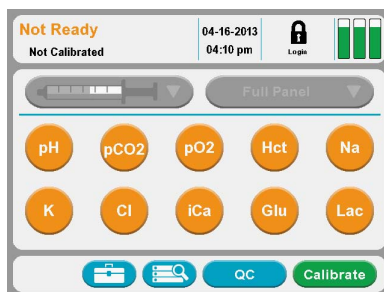 Not Ready
Not Calibrated
04-16-2013
04:10 pm
Login
Full Panel
pH
pCO2
pO2
Hct
Na
K
Cl
iCa
Glu
Lac
QC
Calibrate